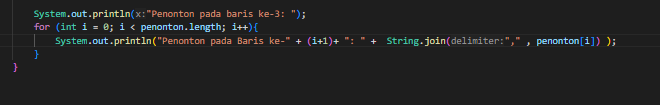 System.out.println(x:"Penonton pada baris ke-3: ");
for (int i = 0; i < penonton.length; i++){
System.out.println("Penonton pada Baris ke-" + (i+1)+ ": " +  String.join(delimiter:"," , penonton[i]) );
}
}